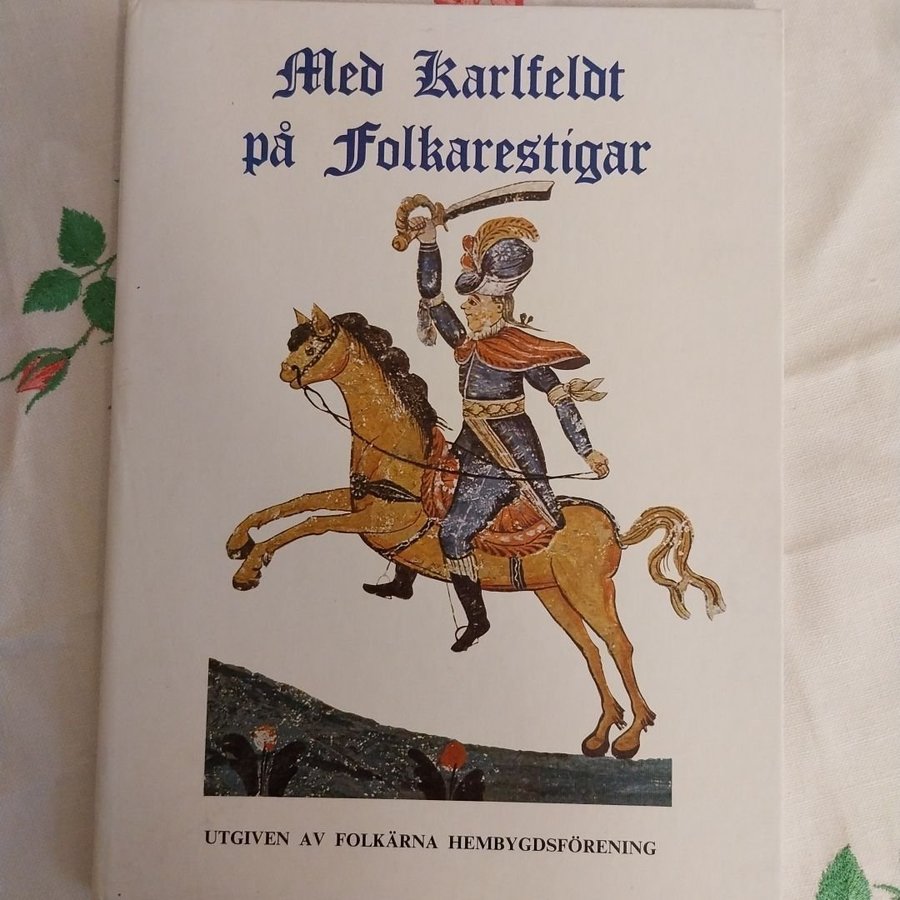 Med Karlfeldt
på Folkarestigar
UTGIVEN AV FOLKÄRNA HEMBYGDSFÖRENING